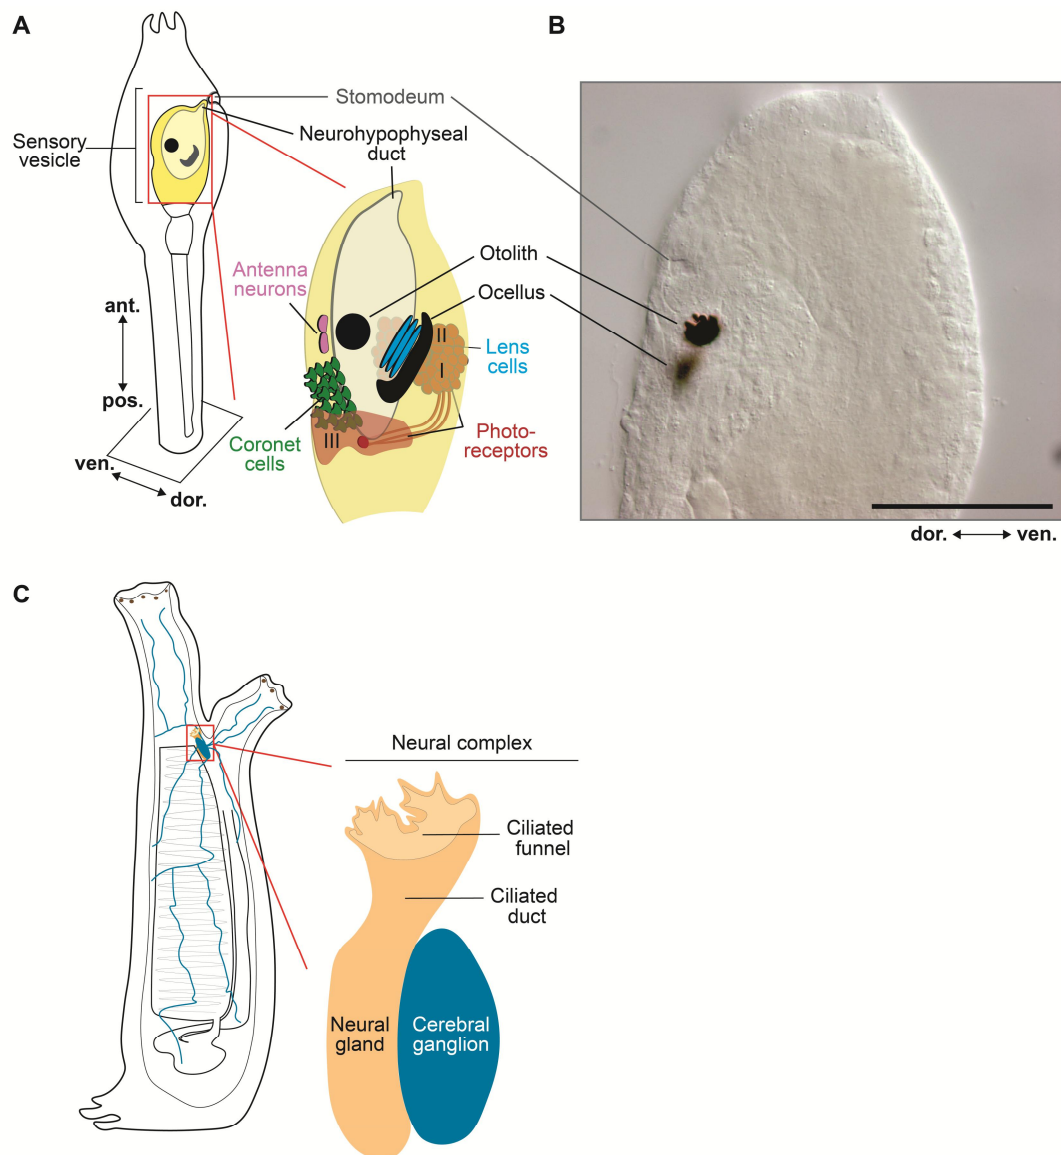 A
B
Stomodeum
Neurohypophyseal
duct
Sensory
vesicle
Otolith
Antenna
neurons
Ocellus
ant.
II
Lens
cells
I
pos.
III
Coronet
cells
Photo-
receptors
ven.
dor.
dor.
ven.
C
Neural complex
Ciliated
funnel
Ciliated
duct
Neural
gland
Cerebral
ganglion